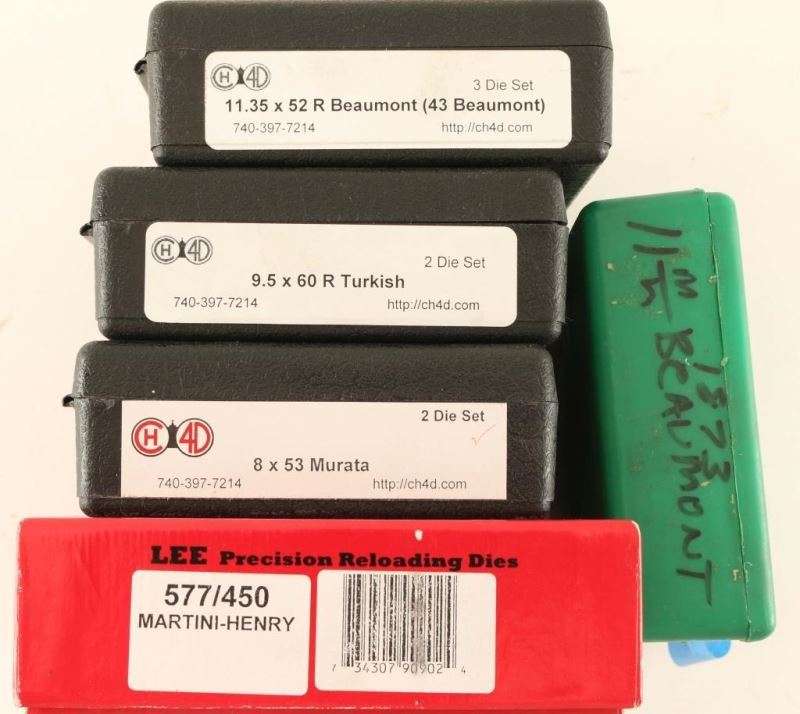 CH4D
3 Die Set
11.35 x 52 R Beaumont (43 Beaumont)
740-397-7214 http://ch4d.com
CH4D
2 Die Set
9.5 x 60 R Turkish
740-397-7214 http://ch4d.com
CH4D
2 Die Set
8 x 53 Murata
740-397-7214 http://ch4d.com
LEE Precision Reloading Dies
577/450
MARTINI-HENRY
7 34307 90902 4
11 m/m
1873
BEAUMONT